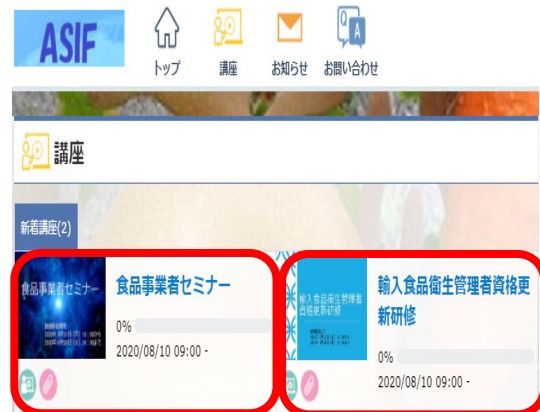 ASIF
トップ
講座
お知らせ
お問い合わせ
Q
A
講座
新着講座(2)
食品事業者セミナー
食品事業者セミナー
0%
2020/08/10 09:00 -
輸入食品衛生管理者
資格更新研修
輸入食品衛生管理者資格更
新研修
0%
2020/08/10 09:00 -